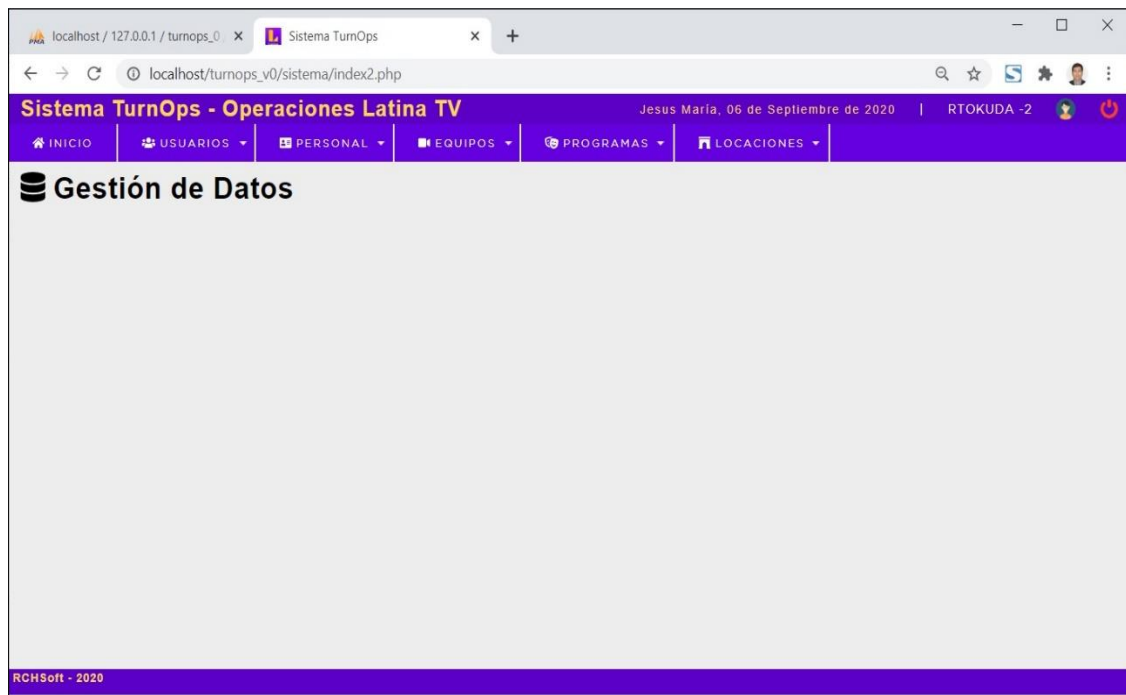 localhost / 127.0.0.1 / turnops_0
Sistema TurnOps
localhost/turnops_v0/sistema/index2.php
Sistema TurnOps - Operaciones Latina TV
Jesus María, 06 de Septiembre de 2020 | RTOKUDA -2
INICIO
USUARIOS
PERSONAL
EQUIPOS
PROGRAMAS
LOCACIONES
Gestión de Datos
RCHSoft - 2020